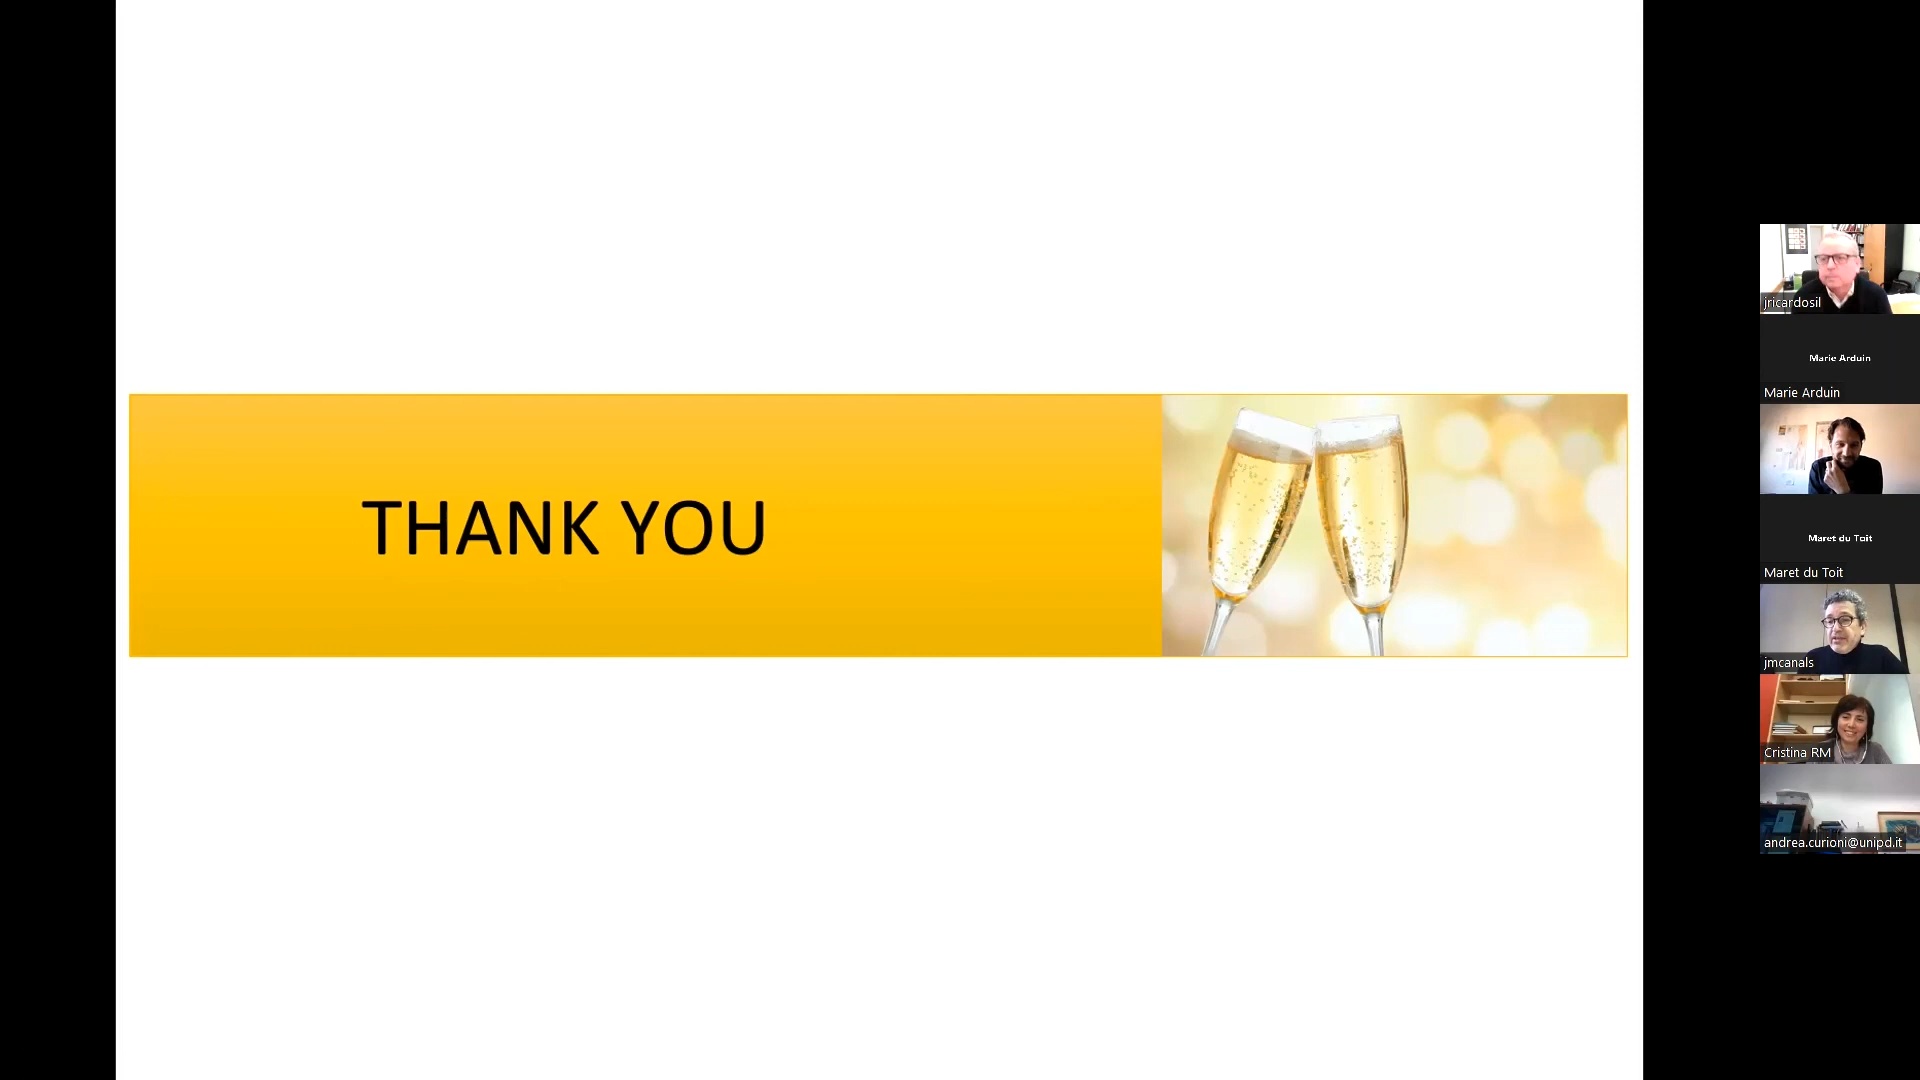 THANK YOU
jricardosil
Marie Arduin
Marie Arduin
Maret du Toit
Maret du Toit
jmcanals
Cristina RM
andrea.curioni@unipd.it